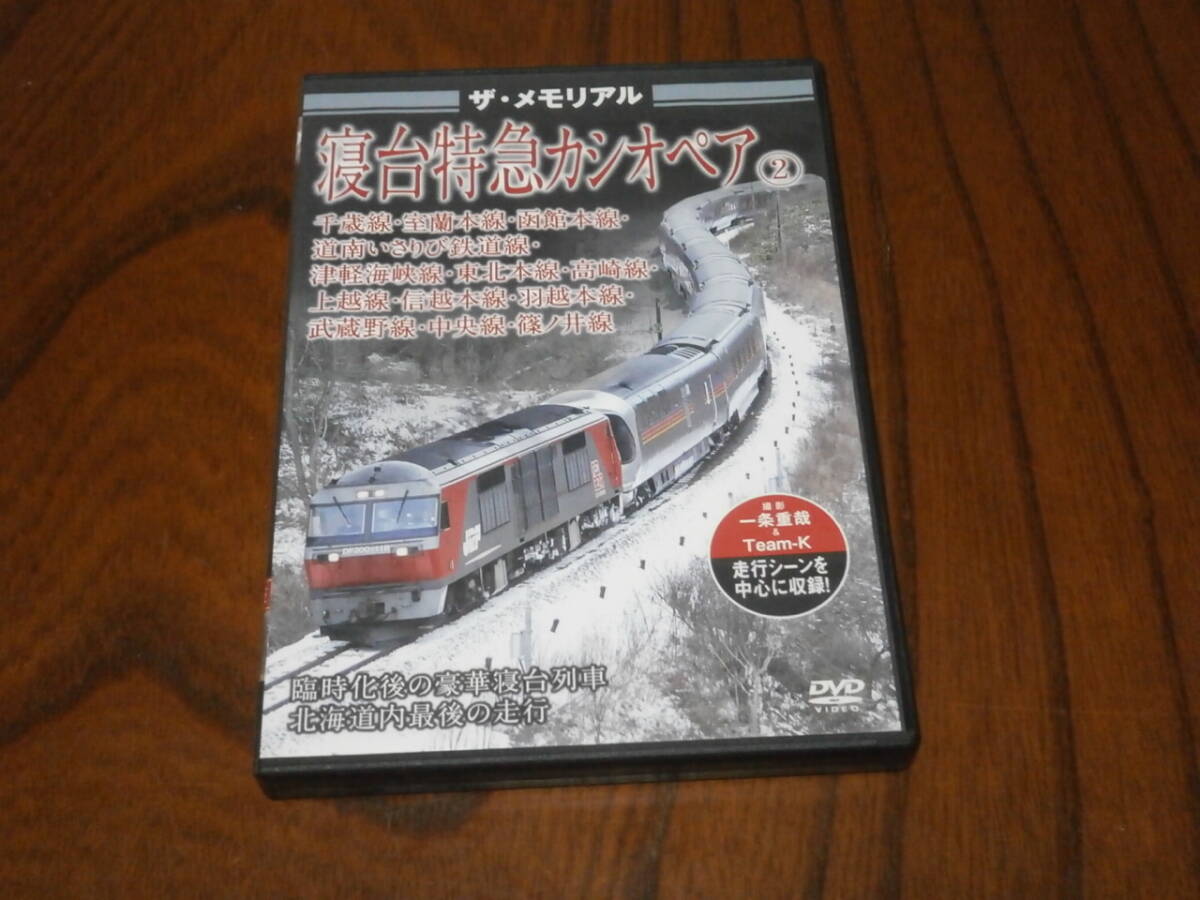 ザ・メモリアル
寝台特急カシオペア②
千歳線・室蘭本線・函館本線・
道南いさりび鉄道線・
津軽海峡線・東北本線・高崎線・
上越線・信越本線・羽越本線・
武蔵野線・中央線・篠ノ井線
撮影
一条重哉
&
Team-K
走行シーンを
中心に収録!
臨時化後の豪華寝台列車
北海道内最後の走行
DVD
VIDEO